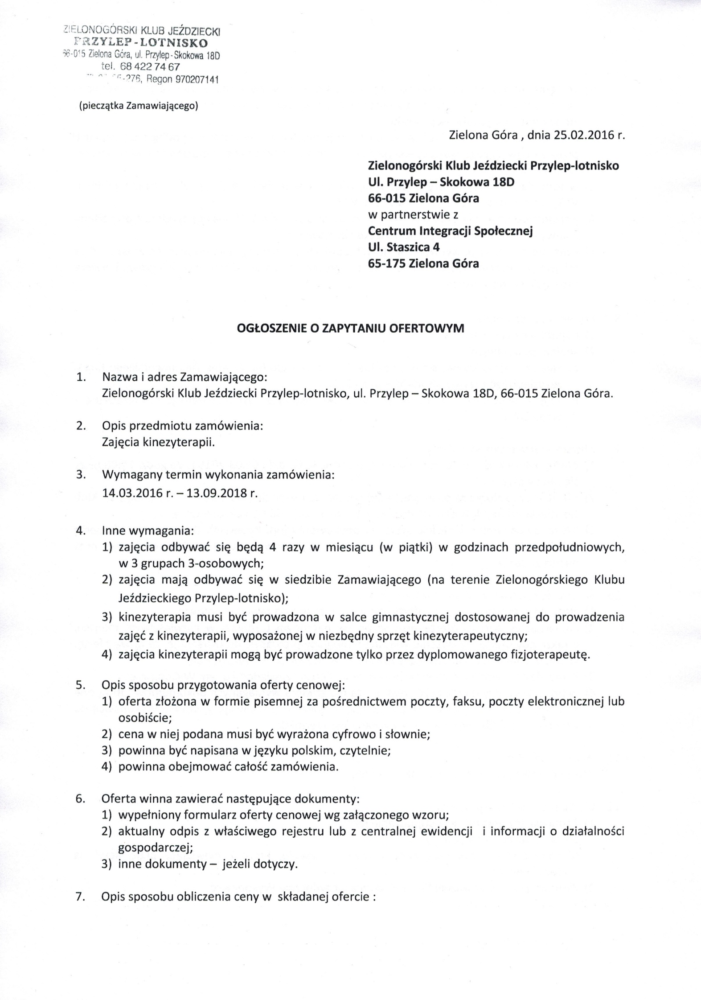 ZIELONOGÓRSKI KLUB JEŹDZIECKI
PRZYLEP - LOTNISKO
66-015 Zielona Góra, ul. Przylep - Skokowa 18D
tel. 68 422 74 67
-276, Regon 970207141
(pieczątka Zamawiającego)
Zielona Góra , dnia 25.02.2016 r.
Zielonogórski Klub Jeździecki Przylep-lotnisko
Ul. Przylep – Skokowa 18D
66-015 Zielona Góra
w partnerstwie z
Centrum Integracji Społecznej
Ul. Staszica 4
65-175 Zielona Góra
OGŁOSZENIE O ZAPYTANIU OFERTOWYM
1. Nazwa i adres Zamawiającego:
Zielonogórski Klub Jeździecki Przylep-lotnisko, ul. Przylep – Skokowa 18D, 66-015 Zielona Góra.
2. Opis przedmiotu zamówienia:
Zajęcia kinezyterapii.
3. Wymagany termin wykonania zamówienia:
14.03.2016 r. – 13.09.2018 r.
4. Inne wymagania:
1) zajęcia odbywać się będą 4 razy w miesiącu (w piątki) w godzinach przedpołudniowych,
w 3 grupach 3-osobowych;
2) zajęcia mają odbywać się w siedzibie Zamawiającego (na terenie Zielonogórskiego Klubu
Jeździeckiego Przylep-lotnisko);
3) kinezyterapia musi być prowadzona w salce gimnastycznej dostosowanej do prowadzenia
zajęć z kinezyterapii, wyposażonej w niezbędny sprzęt kinezyterapeutyczny;
4) zajęcia kinezyterapii mogą być prowadzone tylko przez dyplomowanego fizjoterapeutę.
5. Opis sposobu przygotowania oferty cenowej:
1) oferta złożona w formie pisemnej za pośrednictwem poczty, faksu, poczty elektronicznej lub
osobiście;
2) cena w niej podana musi być wyrażona cyfrowo i słownie;
3) powinna być napisana w języku polskim, czytelnie;
4) powinna obejmować całość zamówienia.
6. Oferta winna zawierać następujące dokumenty:
1) wypełniony formularz oferty cenowej wg załączonego wzoru;
2) aktualny odpis z właściwego rejestru lub z centralnej ewidencji i informacji o działalności
gospodarczej;
3) inne dokumenty – jeżeli dotyczy.
7. Opis sposobu obliczenia ceny w składanej ofercie :